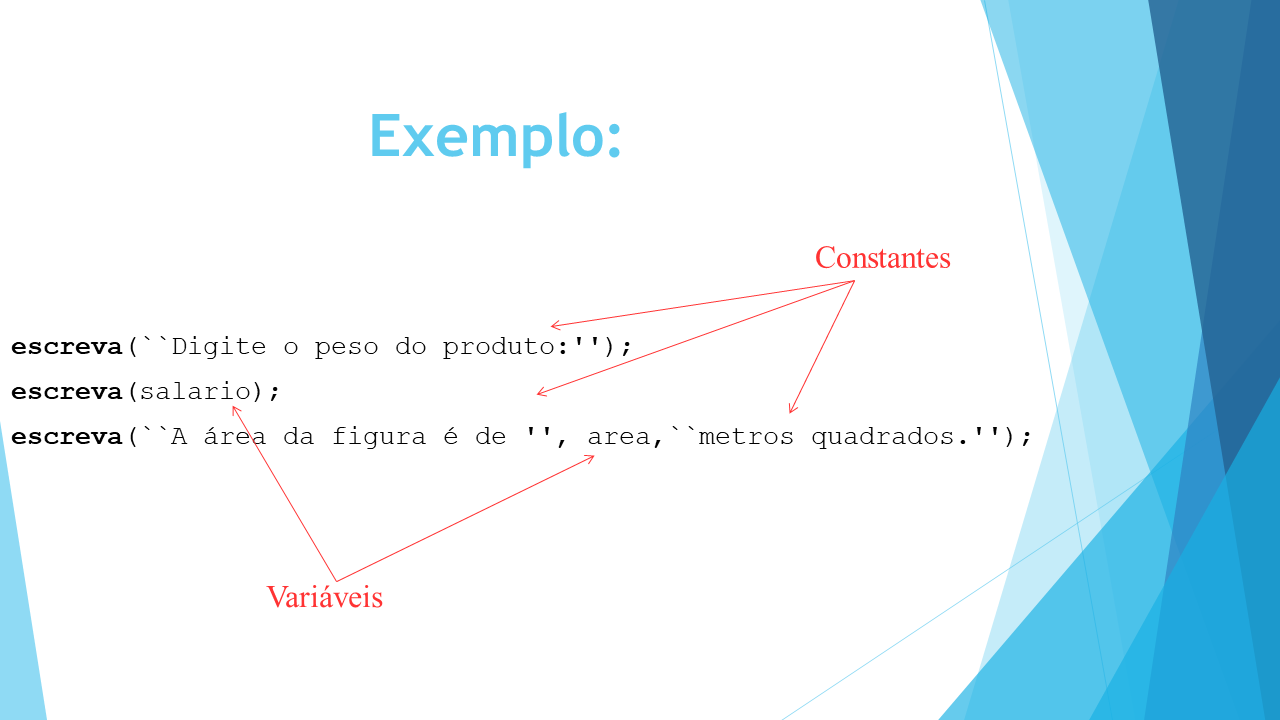 Exemplo:
Constantes
escreva(``Digite o peso do produto:'');
escreva(salario);
escreva(``A área da figura é de '', area,``metros quadrados.'');
Variáveis